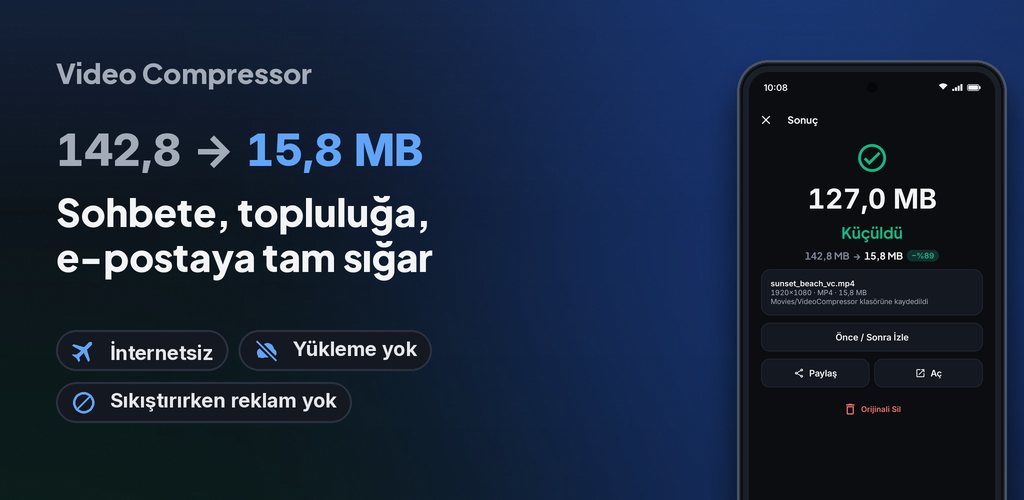 Video Compressor
142,8 → 15,8 MB
Sohbete, topluluğa,
e-postaya tam sığar
İnternetsiz
Yükleme yok
Sıkıştırırken reklam yok
10:08
Sonuç
127,0 MB
Küçüldü
142,8 MB → 15,8 MB −%89
sunset_beach_vc.mp4
1920×1080 · MP4 · 15,8 MB
Movies/VideoCompressor klasörüne kaydedildi
Önce / Sonra İzle
Paylaş
Aç
Orijinali Sil